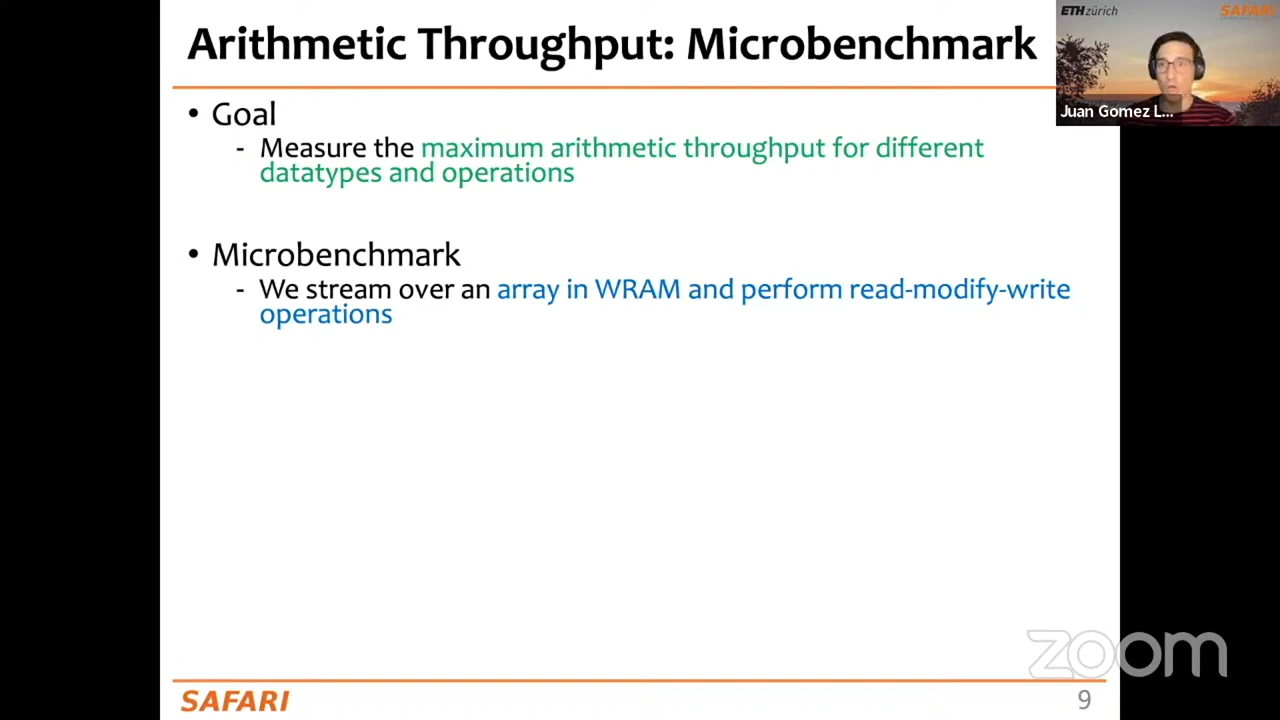 Arithmetic Throughput: Microbenchmark
ETH zürich
SAFARI
Juan Gomez L...
• Goal
- Measure the maximum arithmetic throughput for different
datatypes and operations
• Microbenchmark
- We stream over an array in WRAM and perform read-modify-write
operations
zoom
SAFARI
9